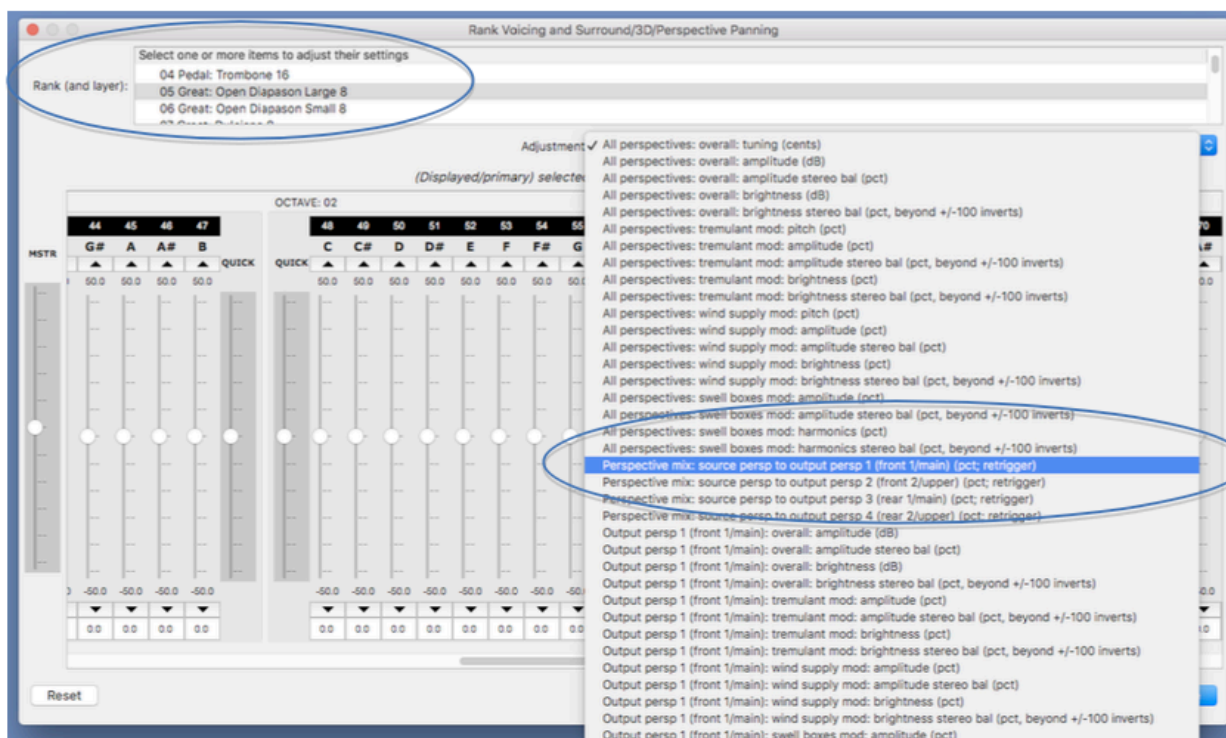 Rank Voicing and Surround/3D/Perspective Panning
Select one or more items to adjust their settings
Rank (and layer):
04 Pedal: Trombone 16
05 Great: Open Diapason Large 8
06 Great: Open Diapason Small 8
Adjustment ✓ All perspectives: overall: tuning (cents)
All perspectives: overall: amplitude (dB)
(Displayed/primary) selected
All perspectives: overall: amplitude stereo bal (pct)
All perspectives: overall: brightness (dB)
OCTAVE: 02
All perspectives: overall: brightness stereo bal (pct, beyond +/-100 inverts)
44 45 46 47 48 49 50 51 52 53 54 55 70
All perspectives: tremulant mod: pitch (pct)
G# A A# B C C# D D# E F F# G A#
All perspectives: tremulant mod: amplitude (pct)
MSTR
QUICK QUICK
All perspectives: tremulant mod: amplitude stereo bal (pct, beyond +/-100 inverts)
50.0 50.0 50.0 50.0 50.0 50.0 50.0 50.0 50.0 50.0 50.0 50.0
All perspectives: tremulant mod: brightness (pct)
All perspectives: tremulant mod: brightness stereo bal (pct, beyond +/-100 inverts)
All perspectives: wind supply mod: pitch (pct)
All perspectives: wind supply mod: amplitude (pct)
All perspectives: wind supply mod: amplitude stereo bal (pct)
All perspectives: wind supply mod: brightness (pct)
All perspectives: wind supply mod: brightness stereo bal (pct, beyond +/-100 inverts)
All perspectives: swell boxes mod: amplitude (pct)
All perspectives: swell boxes mod: amplitude stereo bal (pct, beyond +/-100 inverts)
All perspectives: swell boxes mod: harmonics (pct)
All perspectives: swell boxes mod: harmonics stereo bal (pct, beyond +/-100 inverts)
Perspective mix: source persp to output persp 1 (front 1/main) (pct; retrigger)
Perspective mix: source persp to output persp 2 (front 2/upper) (pct; retrigger)
Perspective mix: source persp to output persp 3 (rear 1/main) (pct; retrigger)
Perspective mix: source persp to output persp 4 (rear 2/upper) (pct; retrigger)
Output persp 1 (front 1/main): overall: amplitude (dB)
Output persp 1 (front 1/main): overall: amplitude stereo bal (pct)
Output persp 1 (front 1/main): overall: brightness (dB)
Output persp 1 (front 1/main): overall: brightness stereo bal (pct, beyond +/-100 inverts)
-50.0 -50.0 -50.0 -50.0 -50.0 -50.0 -50.0 -50.0 -50.0 -50.0 -50.0
Output persp 1 (front 1/main): tremulant mod: amplitude (pct)
Output persp 1 (front 1/main): tremulant mod: amplitude stereo bal (pct, beyond +/-100 inverts)
0.0 0.0 0.0 0.0 0.0 0.0 0.0 0.0 0.0 0.0 0.0
Output persp 1 (front 1/main): tremulant mod: brightness (pct)
Output persp 1 (front 1/main): tremulant mod: brightness stereo bal (pct, beyond +/-100 inverts)
Output persp 1 (front 1/main): wind supply mod: amplitude (pct)
Output persp 1 (front 1/main): wind supply mod: amplitude stereo bal (pct)
Reset
Output persp 1 (front 1/main): wind supply mod: brightness (pct)
Output persp 1 (front 1/main): wind supply mod: brightness stereo bal (pct, beyond +/-100 inverts)
Output persp 1 (front 1/main): swell boxes mod: amplitude (pct)